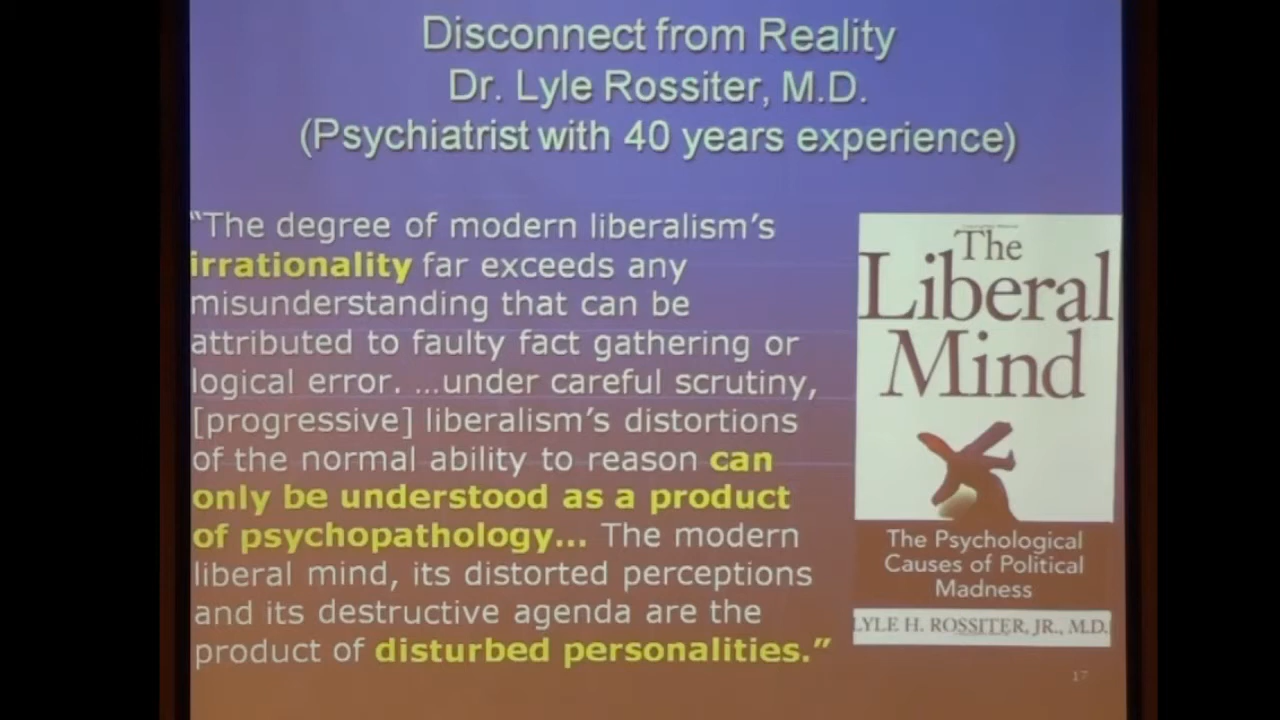 Disconnect from Reality
Dr. Lyle Rossiter, M.D.
(Psychiatrist with 40 years experience)
“The degree of modern liberalism’s
irrationality far exceeds any
misunderstanding that can be
attributed to faulty fact gathering or
logical error. …under careful scrutiny,
[progressive] liberalism’s distortions
of the normal ability to reason can
only be understood as a product
of psychopathology… The modern
liberal mind, its distorted perceptions
and its destructive agenda are the
product of disturbed personalities.”
The
Liberal
Mind
The Psychological
Causes of Political
Madness
LYLE H. ROSSITER, JR., M.D.
17